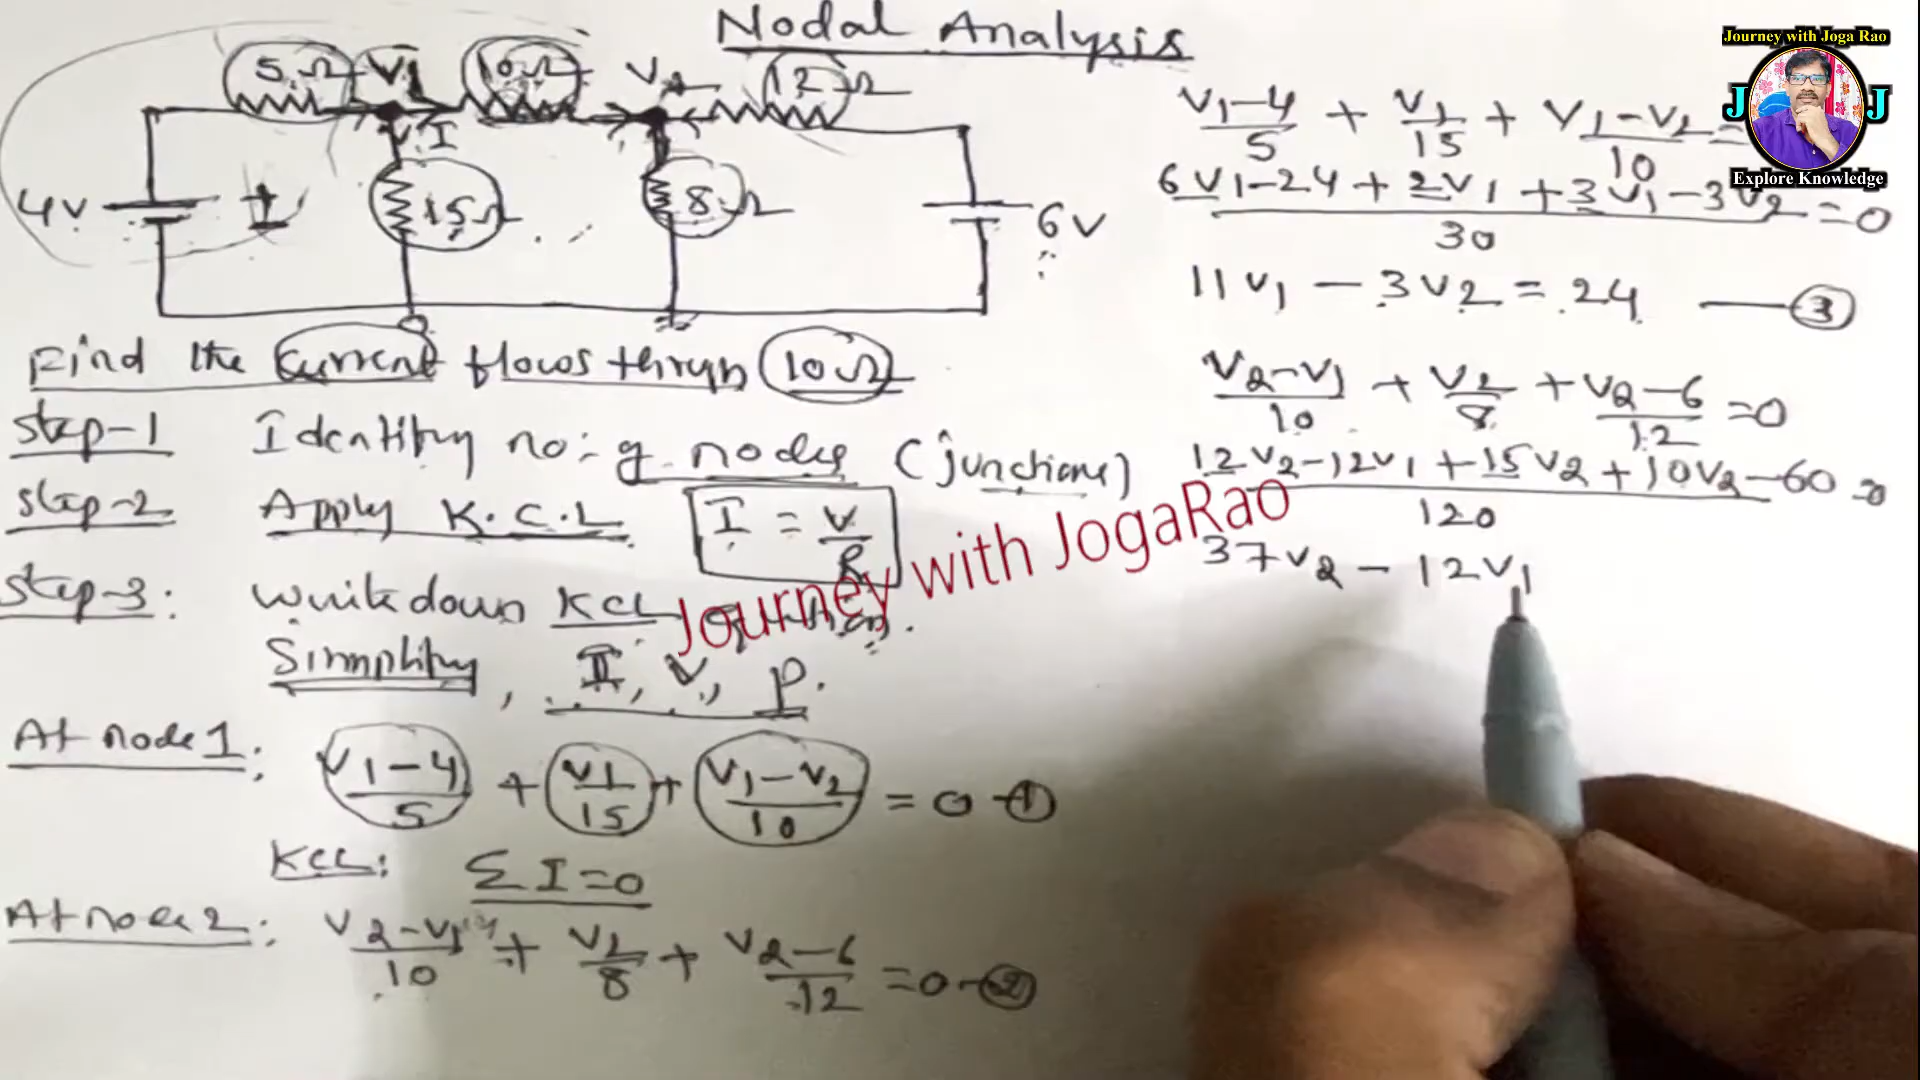 Nodal Analysis
5Ω V1 10Ω V2 12Ω
I
4V 15Ω 8Ω 6V
Find the current flows 10Ω
Step-1 Identify no: of nodes (junctions)
Step-2 Apply K.C.L I = V/R
Step-3: write down KCL
Simplify, I, V, P.
At node 1: (V1-4)/5 + V1/15 + (V1-V2)/10 = 0 -①
KCL: ΣI=0
At node 2: (V2-V1)/10 + V2/8 + (V2-6)/12 = 0 -②
(V1-4)/5 + V1/15 + (V1-V2)/10 =
(6V1-24+2V1+3V1-3V2)/30 = 0
11V1 - 3V2 = 24 — ③
(V2-V1)/10 + V2/8 + (V2-6)/12 = 0
(12V2-12V1+15V2+10V2-60)/120 = 0
37V2 - 12V1
Journey with JogaRao
Journey with Joga Rao
J J
Explore Knowledge